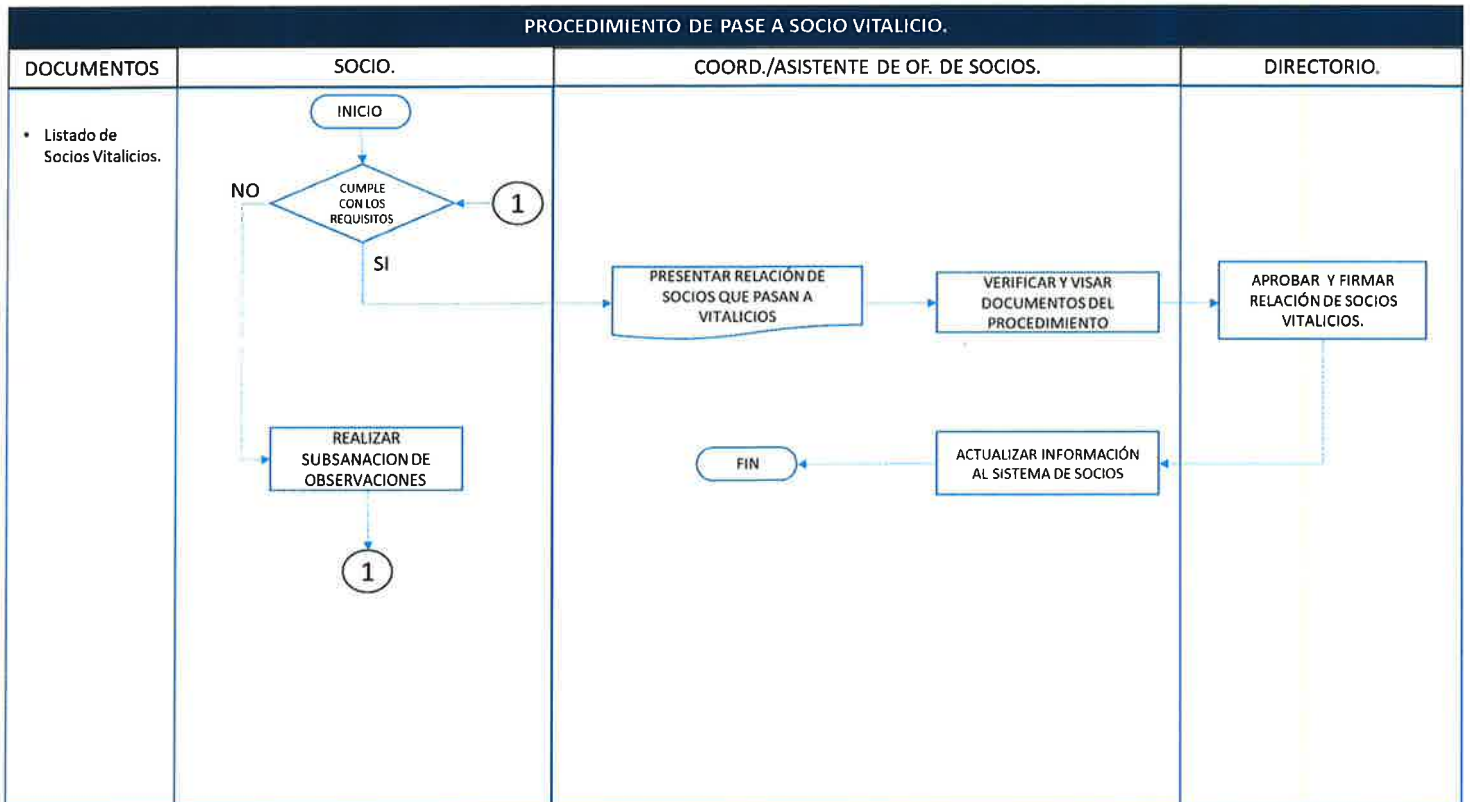 PROCEDIMIENTO DE PASE A SOCIO VITALICIO.
DOCUMENTOS
SOCIO.
COORD./ASISTENTE DE OF. DE SOCIOS.
DIRECTORIO.
• Listado de
Socios Vitalicios.
INICIO
NO
CUMPLE
CON LOS
REQUISITOS
1
SI
PRESENTAR RELACIÓN DE
SOCIOS QUE PASAN A
VITALICIOS
VERIFICAR Y VISAR
DOCUMENTOS DEL
PROCEDIMIENTO
APROBAR Y FIRMAR
RELACIÓN DE SOCIOS
VITALICIOS.
REALIZAR
SUBSANACION DE
OBSERVACIONES
FIN
ACTUALIZAR INFORMACIÓN
AL SISTEMA DE SOCIOS
1